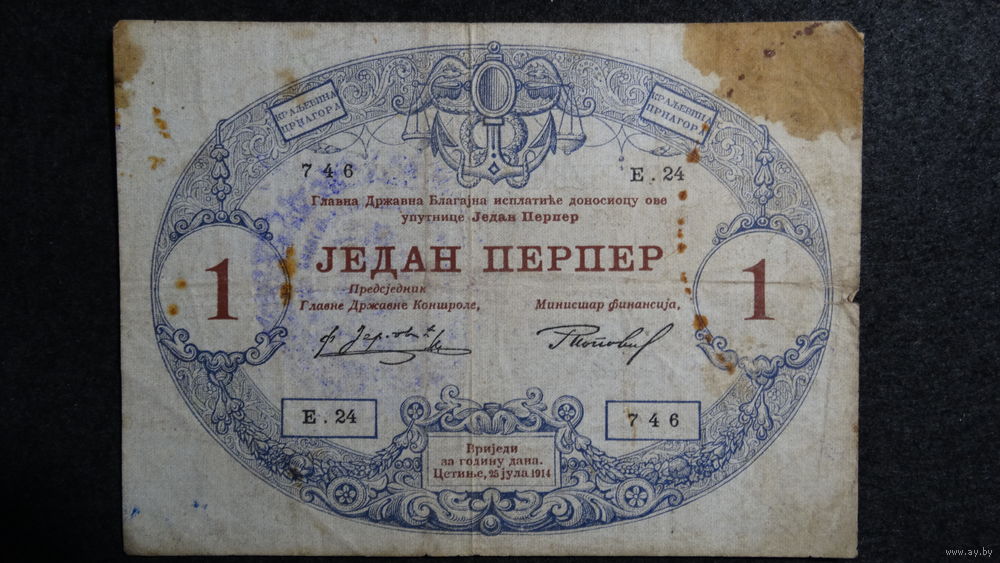 КРАЉЕВИНА
ЦРНАГОРА
КРАЉЕВИНА
ЦРНАГОРА
746
Е.24
Главна Државна Благајна исплатиће доносиоцу ове
упутнице Један Перпер
ЈЕДАН ПЕРПЕР
1
1
Предсједник
Главне Државне Контроле,
Министар финансија,
Е.24
746
Вриједи
за годину дана.
Цетиње, 25 јула 1914
www.ay.by